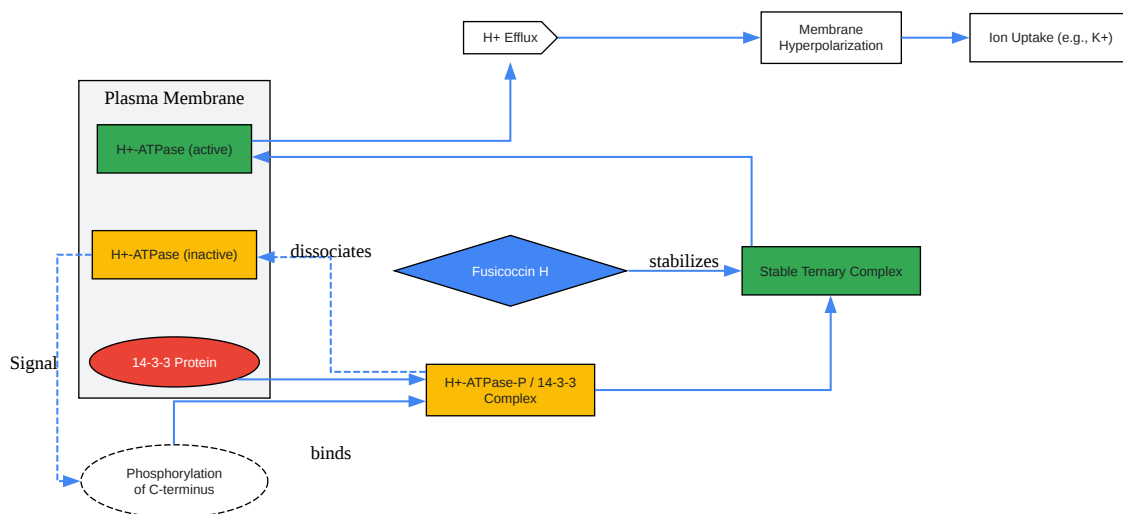 H+ Efflux
Membrane
Hyperpolarization
Ion Uptake (e.g., K+)
Plasma Membrane
H+-ATPase (active)
H+-ATPase (inactive)
dissociates
Fusicoccin H
stabilizes
Stable Ternary Complex
Signal
14-3-3 Protein
H+-ATPase-P / 14-3-3
Complex
binds
Phosphorylation
of C-terminus